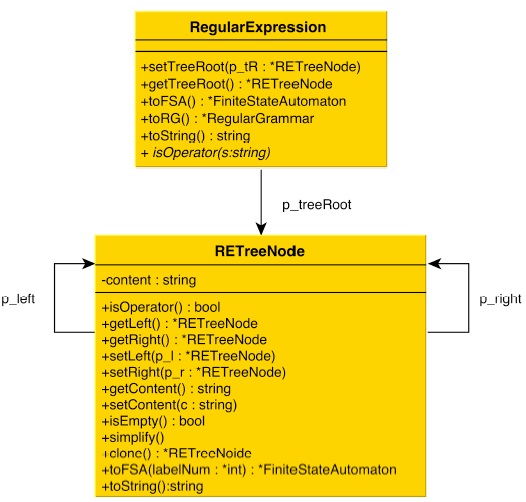 RegularExpression
+setTreeRoot(p_tR : *RETreeNode)
+getTreeRoot() : *RETreeNode
+toFSA() : *FiniteStateAutomaton
+toRG() : *RegularGrammar
+toString() : string
+ isOperator(s:string)
p_treeRoot
RETreeNode
-content : string
p_left
p_right
+isOperator() : bool
+getLeft() : *RETreeNode
+getRight() : *RETreeNode
+setLeft(p_l : *RETreeNode)
+setRight(p_r : *RETreeNode)
+getContent() : string
+setContent(c : string)
+isEmpty() : bool
+simplify()
+clone() : *RETreeNoide
+toFSA(labelNum : *int) : *FiniteStateAutomaton
+toString():string